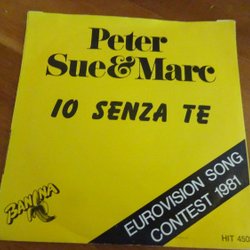 Peter
Sue & Marc
IO SENZA TE
BANANA
EUROVISION SONG
CONTEST 1981
HIT 450